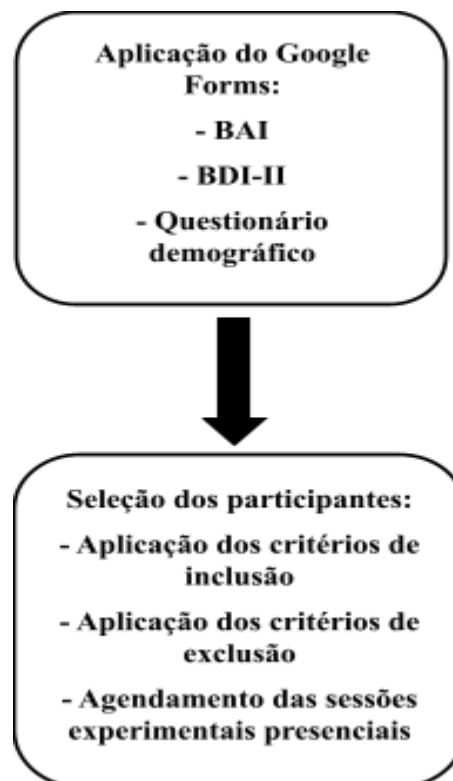 Aplicação do Google
Forms:
- BAI
- BDI-II
- Questionário
demográfico
Seleção dos participantes:
- Aplicação dos critérios de
inclusão
- Aplicação dos critérios de
exclusão
- Agendamento das sessões
experimentais presenciais